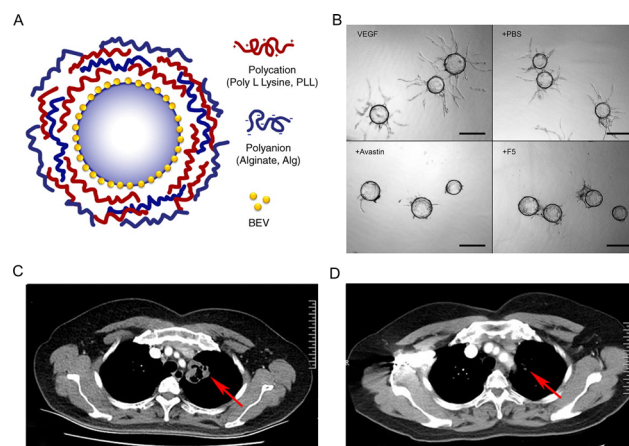 A
Polycation
(Poly L Lysine, PLL)
Polyanion
(Alginate, Alg)
BEV
B
VEGF
+PBS
+Avastin
+F5
C
D